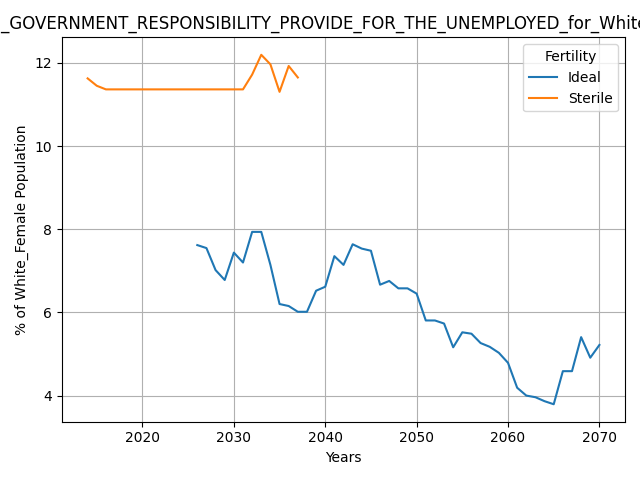 _GOVERNMENT_RESPONSIBILITY_PROVIDE_FOR_THE_UNEMPLOYED_for_White
Fertility
Ideal
Sterile
% of White_Female Population
12
10
8
6
4
2020 2030 2040 2050 2060 2070
Years